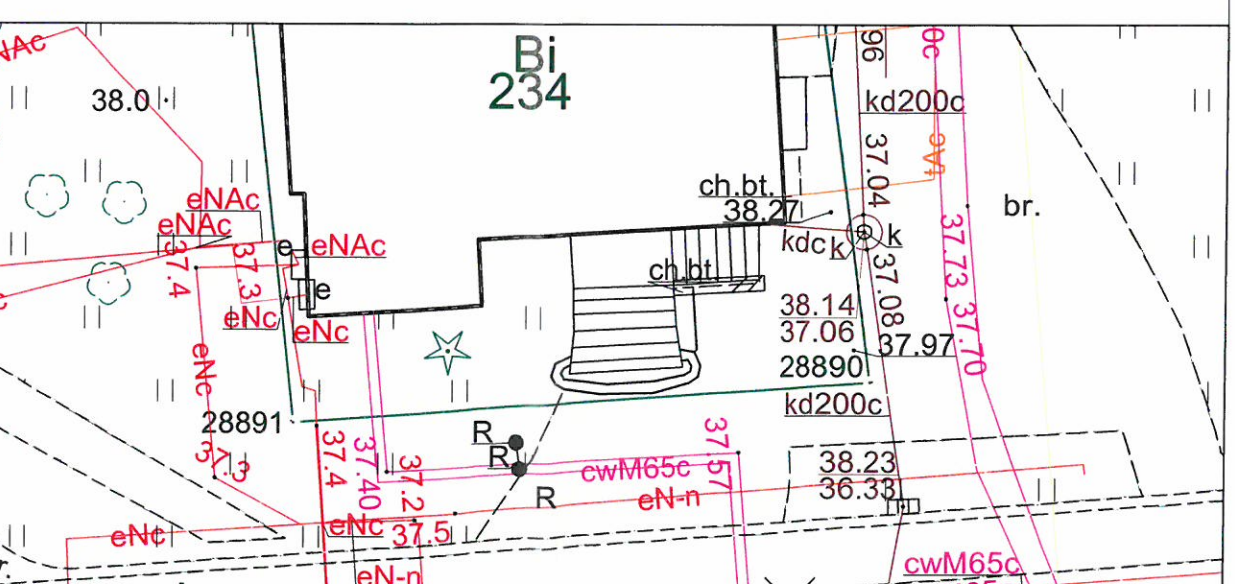 Bi
234
38.0
96
0c
kd200c
37.04
br.
ch.bt.
38.27
kdc
k
k
eNAc
eNAc
eNAc
e
37.4
37.3
e
eNc
eNc
ch.bt.
37.08
37.73
37.70
38.14
37.06
37.97
28890
kd200c
eNc
28891
37.3
37.4
37.40
37.2
R
R
R
cwM65c
37.57
eN-n
38.23
36.33
eNc
eNc
37.5
eN-n
cwM65c